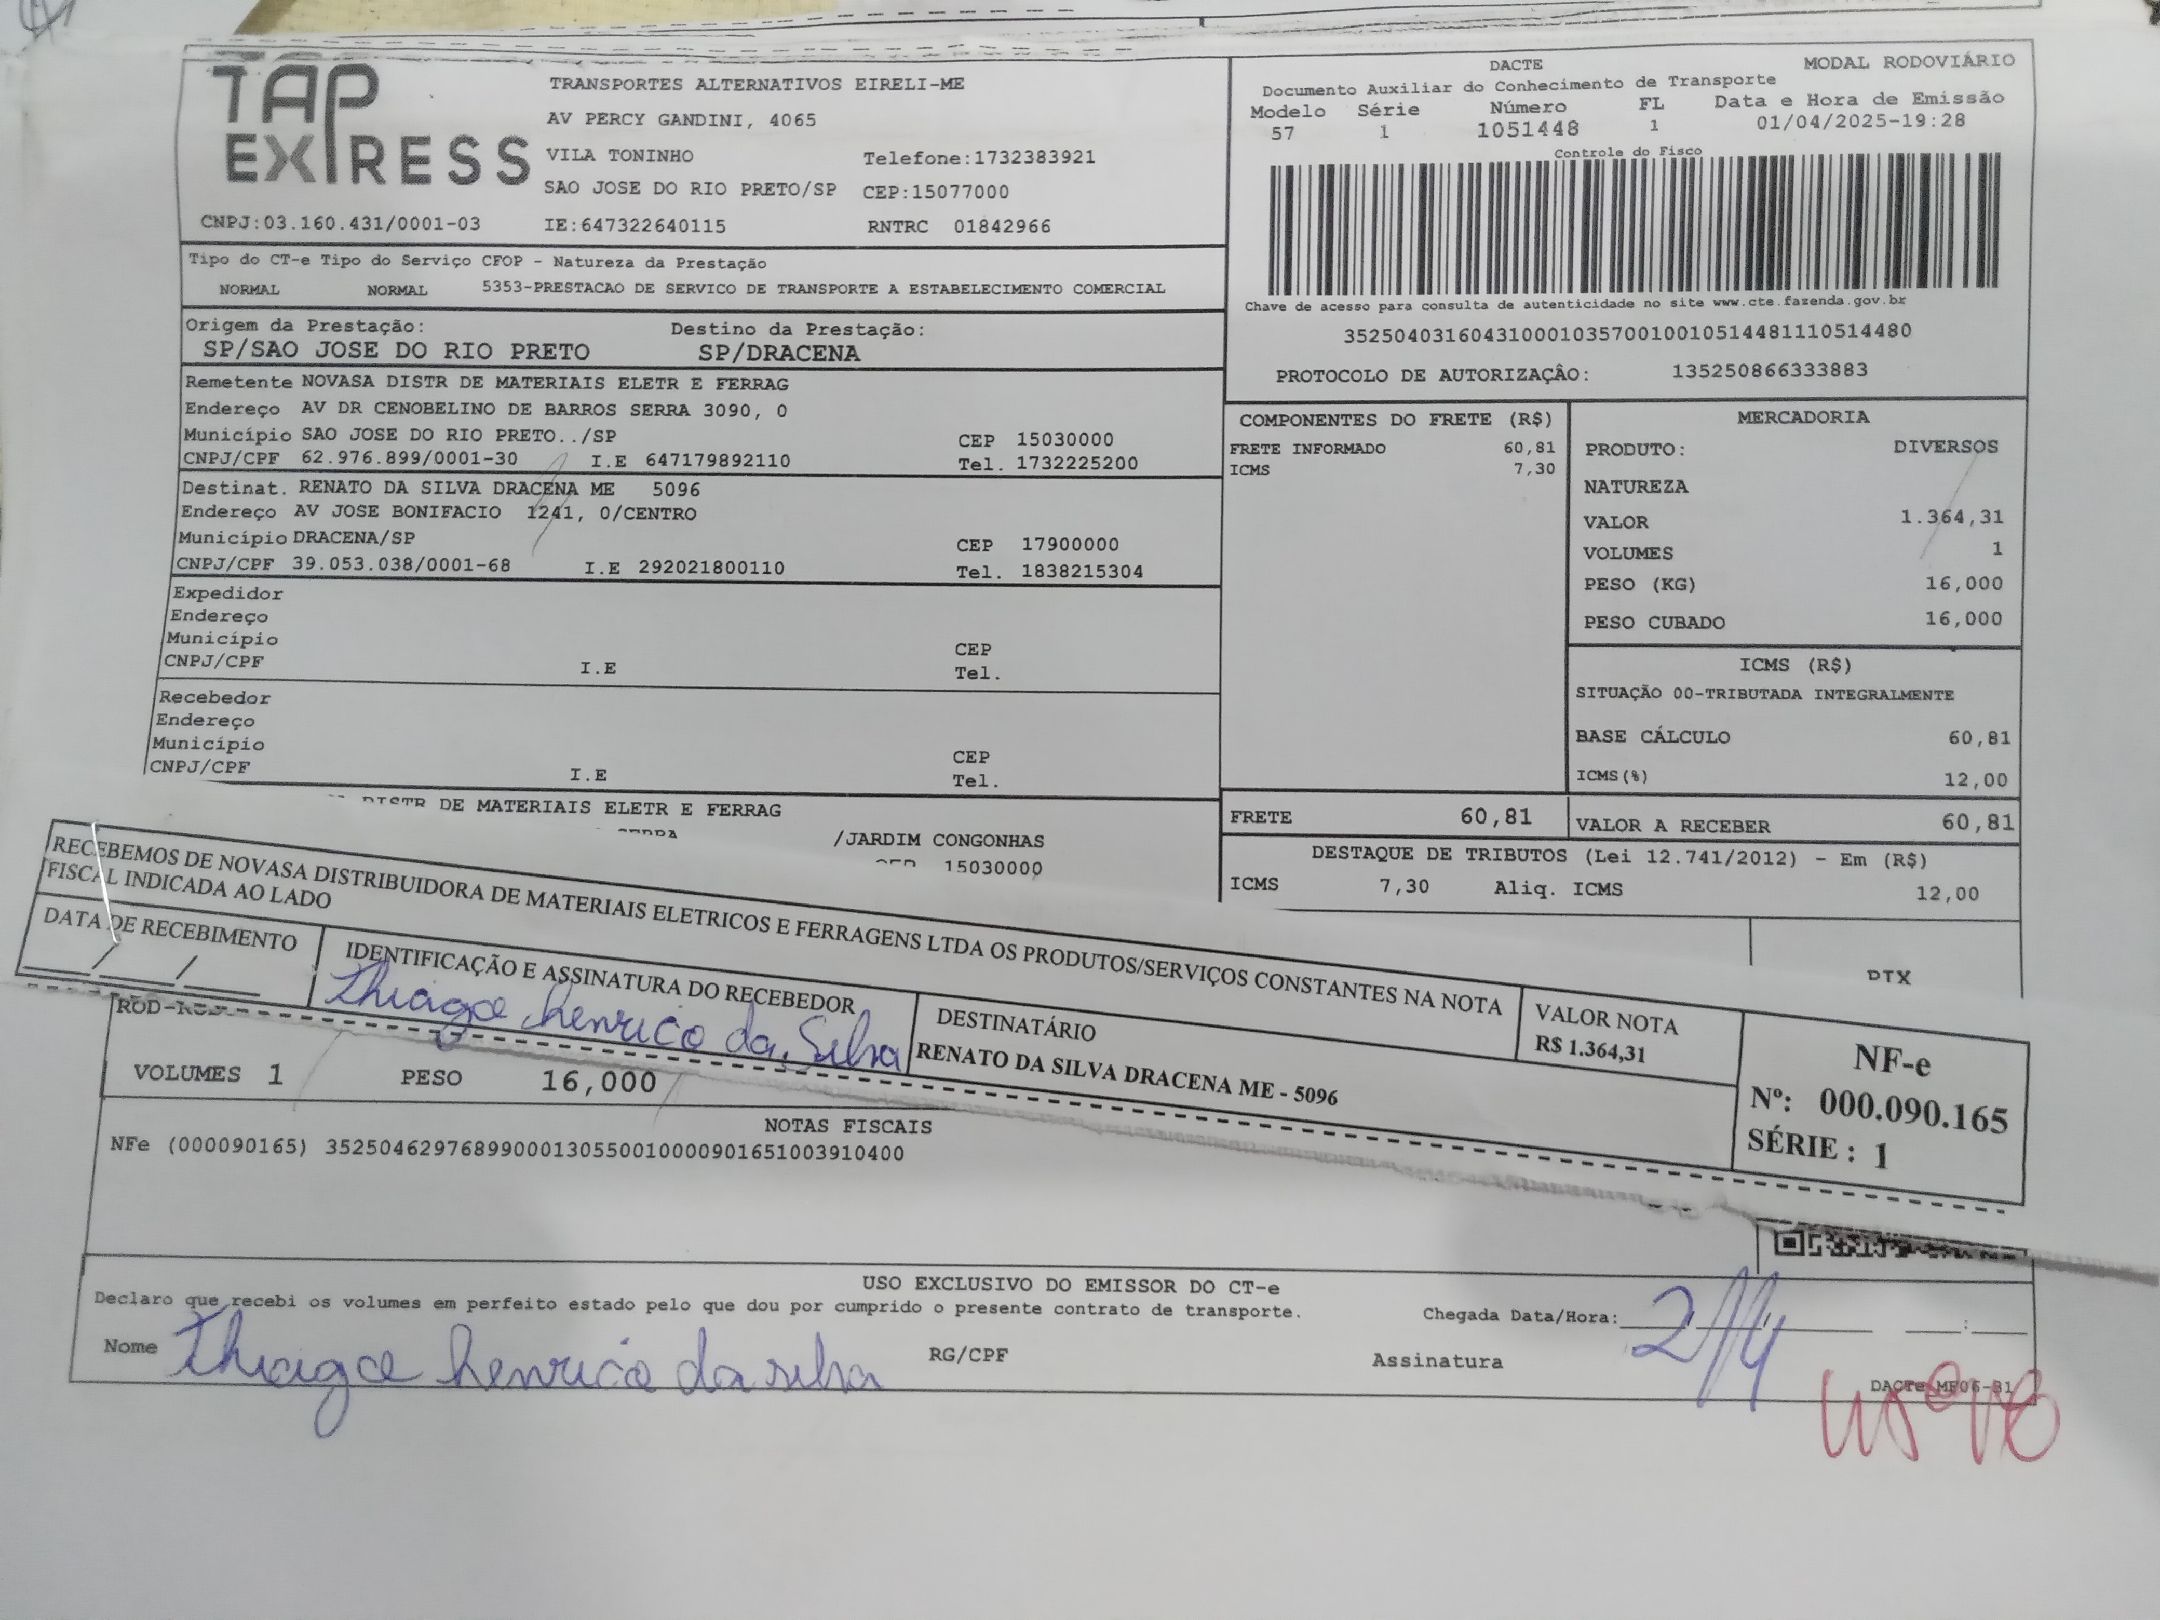 TAP EXPRESS
TRANSPORTES ALTERNATIVOS EIRELI-ME
AV PERCY GANDINI, 4065
VILA TONINHO Telefone:1732383921
SAO JOSE DO RIO PRETO/SP CEP:15077000
CNPJ:03.160.431/0001-03 IE:647322640115 RNTRC 01842966
DACTE MODAL RODOVIÁRIO
Documento Auxiliar do Conhecimento de Transporte
Modelo Série Número FL Data e Hora de Emissão
57 1 1051448 1 01/04/2025-19:28
Controle do Fisco
Chave de acesso para consulta de autenticidade no site www.cte.fazenda.gov.br
35250403160431000103570010010514481110514480
PROTOCOLO DE AUTORIZAÇÃO: 135250866333883
Tipo do CT-e Tipo do Serviço CFOP - Natureza da Prestação
NORMAL NORMAL 5353-PRESTACAO DE SERVICO DE TRANSPORTE A ESTABELECIMENTO COMERCIAL
Origem da Prestação: Destino da Prestação:
SP/SAO JOSE DO RIO PRETO SP/DRACENA
Remetente NOVASA DISTR DE MATERIAIS ELETR E FERRAG
Endereço AV DR CENOBELINO DE BARROS SERRA 3090, 0
Município SAO JOSE DO RIO PRETO../SP CEP 15030000
CNPJ/CPF 62.976.899/0001-30 I.E 647179892110 Tel. 1732225200
Destinat. RENATO DA SILVA DRACENA ME 5096
Endereço AV JOSE BONIFACIO 1241, 0/CENTRO
Município DRACENA/SP CEP 17900000
CNPJ/CPF 39.053.038/0001-68 I.E 292021800110 Tel. 1838215304
Expedidor
Endereço
Município CEP
CNPJ/CPF I.E Tel.
Recebedor
Endereço
Município CEP
CNPJ/CPF I.E Tel.
DISTR DE MATERIAIS ELETR E FERRAG
/JARDIM CONGONHAS
15030000
COMPONENTES DO FRETE (R$)
FRETE INFORMADO 60,81
ICMS 7,30
MERCADORIA
PRODUTO: DIVERSOS
NATUREZA
VALOR 1.364,31
VOLUMES 1
PESO (KG) 16,000
PESO CUBADO 16,000
ICMS (R$)
SITUAÇÃO 00-TRIBUTADA INTEGRALMENTE
BASE CÁLCULO 60,81
ICMS(%) 12,00
FRETE 60,81 VALOR A RECEBER 60,81
DESTAQUE DE TRIBUTOS (Lei 12.741/2012) - Em (R$)
ICMS 7,30 Aliq. ICMS 12,00
DTX
RECEBEMOS DE NOVASA DISTRIBUIDORA DE MATERIAIS ELETRICOS E FERRAGENS LTDA OS PRODUTOS/SERVIÇOS CONSTANTES NA NOTA
FISCAL INDICADA AO LADO
DATA DE RECEBIMENTO
__/__/__
IDENTIFICAÇÃO E ASSINATURA DO RECEBEDOR
Thiago henrico da Silva
DESTINATÁRIO
RENATO DA SILVA DRACENA ME - 5096
VALOR NOTA
R$ 1.364,31
NF-e
Nº: 000.090.165
SÉRIE : 1
VOLUMES 1 PESO 16,000
NOTAS FISCAIS
NFe (000090165) 35250462976899000130550010000901651003910400
USO EXCLUSIVO DO EMISSOR DO CT-e
Declaro que recebi os volumes em perfeito estado pelo que dou por cumprido o presente contrato de transporte.
Chegada Data/Hora: 2/4
Nome Thiago henrico da silva RG/CPF Assinatura